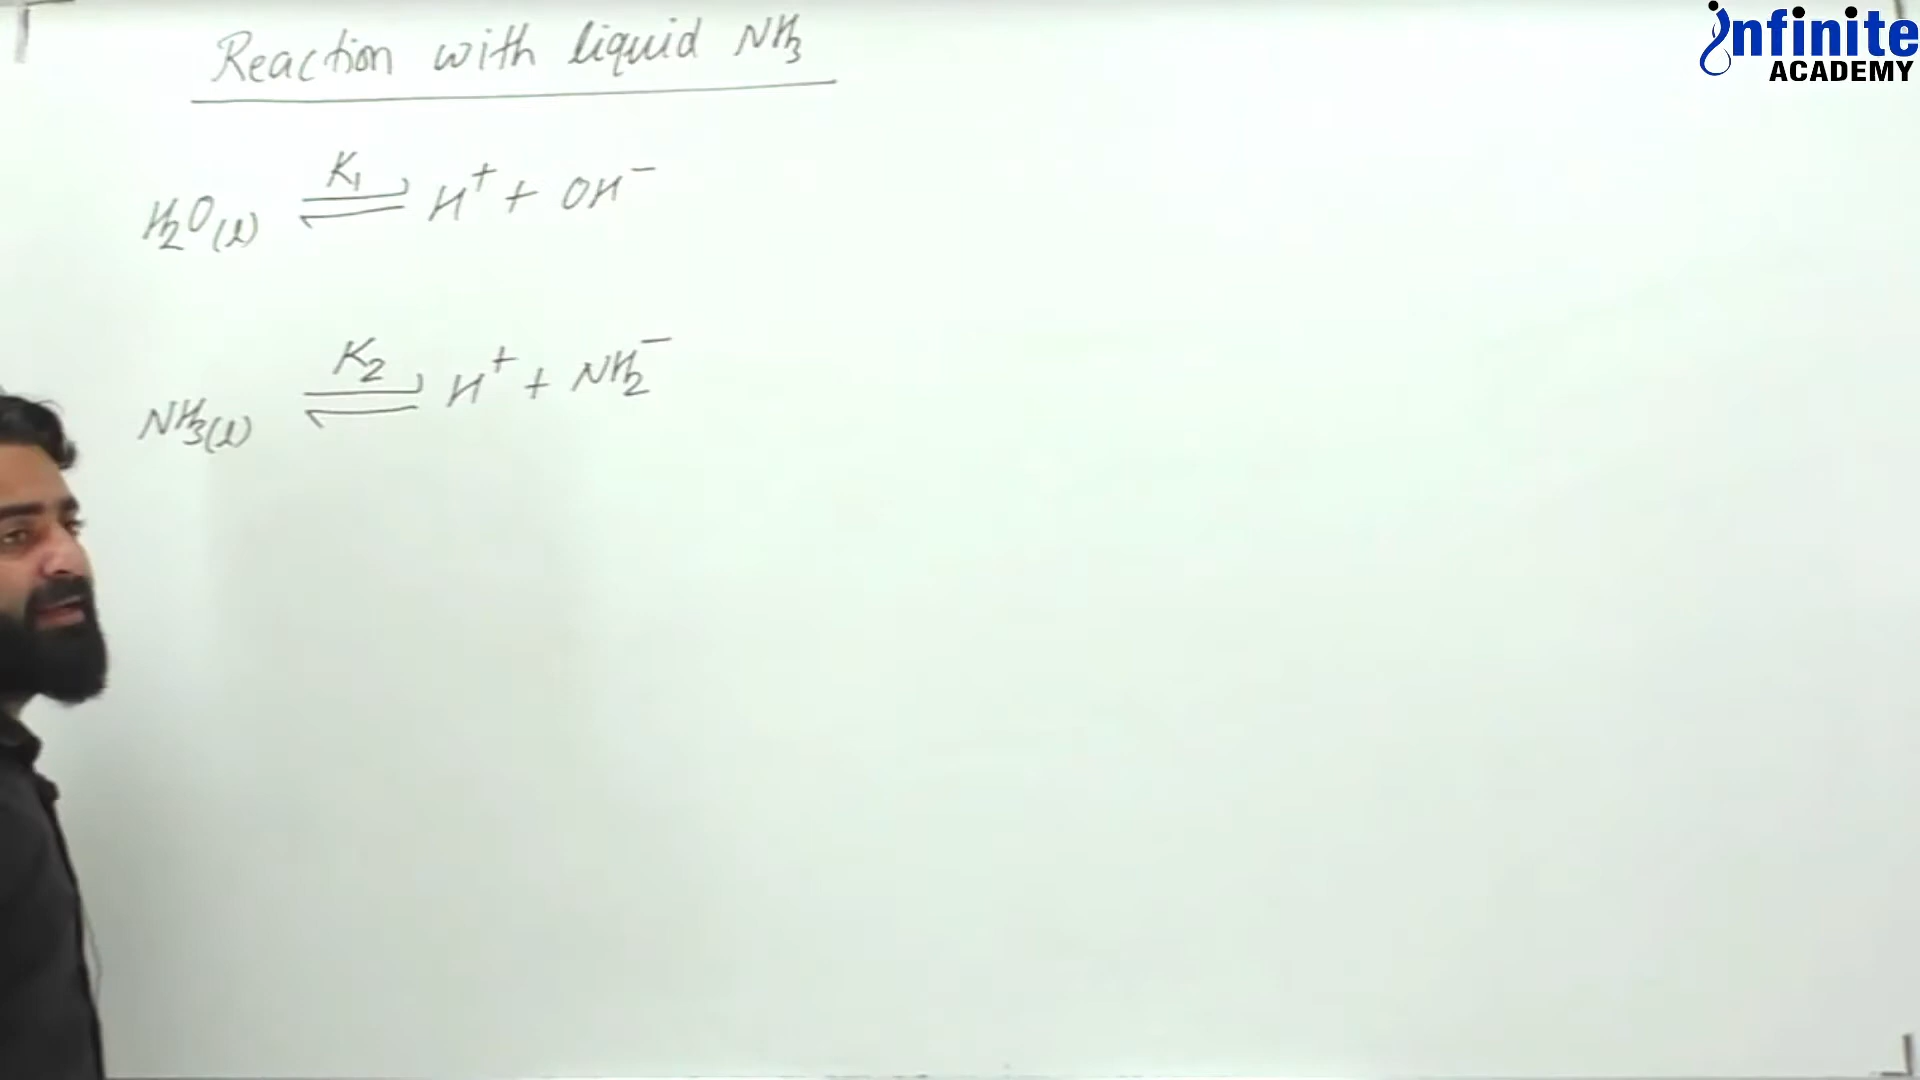 Reaction with liquid NH3
infinite
ACADEMY
H2O(l) ⇌ K1 H+ + OH−
NH3(l) ⇌ K2 H+ + NH2−